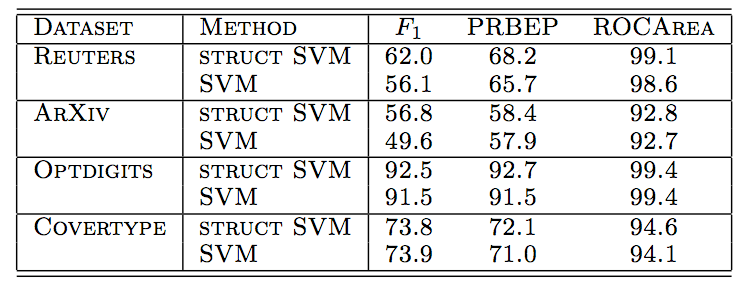 DATASET METHOD F1 PRBEP ROCAREA
REUTERS STRUCT SVM 62.0 68.2 99.1
SVM 56.1 65.7 98.6
ARXIV STRUCT SVM 56.8 58.4 92.8
SVM 49.6 57.9 92.7
OPTDIGITS STRUCT SVM 92.5 92.7 99.4
SVM 91.5 91.5 99.4
COVERTYPE STRUCT SVM 73.8 72.1 94.6
SVM 73.9 71.0 94.1